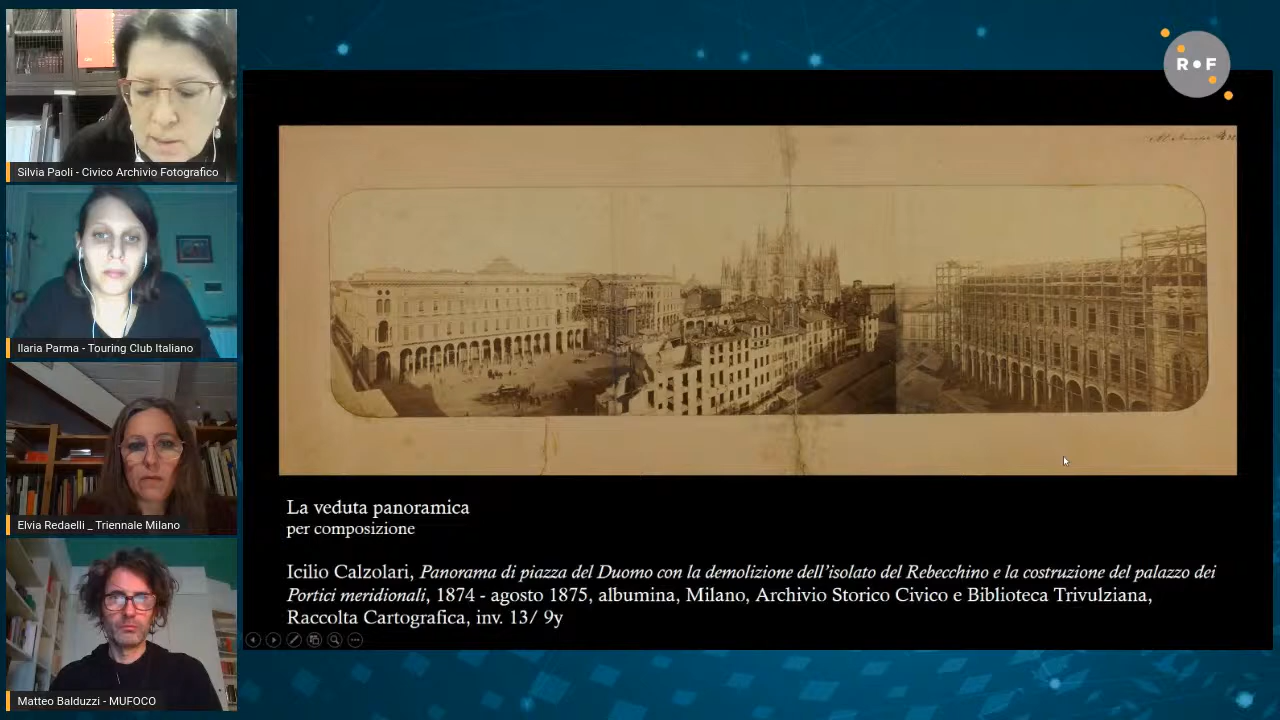 R•F
Silvia Paoli - Civico Archivio Fotografico
Ilaria Parma - Touring Club Italiano
Elvia Redaelli _ Triennale Milano
Matteo Balduzzi - MUFOCO
La veduta panoramica
per composizione
Icilio Calzolari, Panorama di piazza del Duomo con la demolizione dell’isolato del Rebecchino e la costruzione del palazzo dei
Portici meridionali, 1874 - agosto 1875, albumina, Milano, Archivio Storico Civico e Biblioteca Trivulziana,
Raccolta Cartografica, inv. 13/ 9y